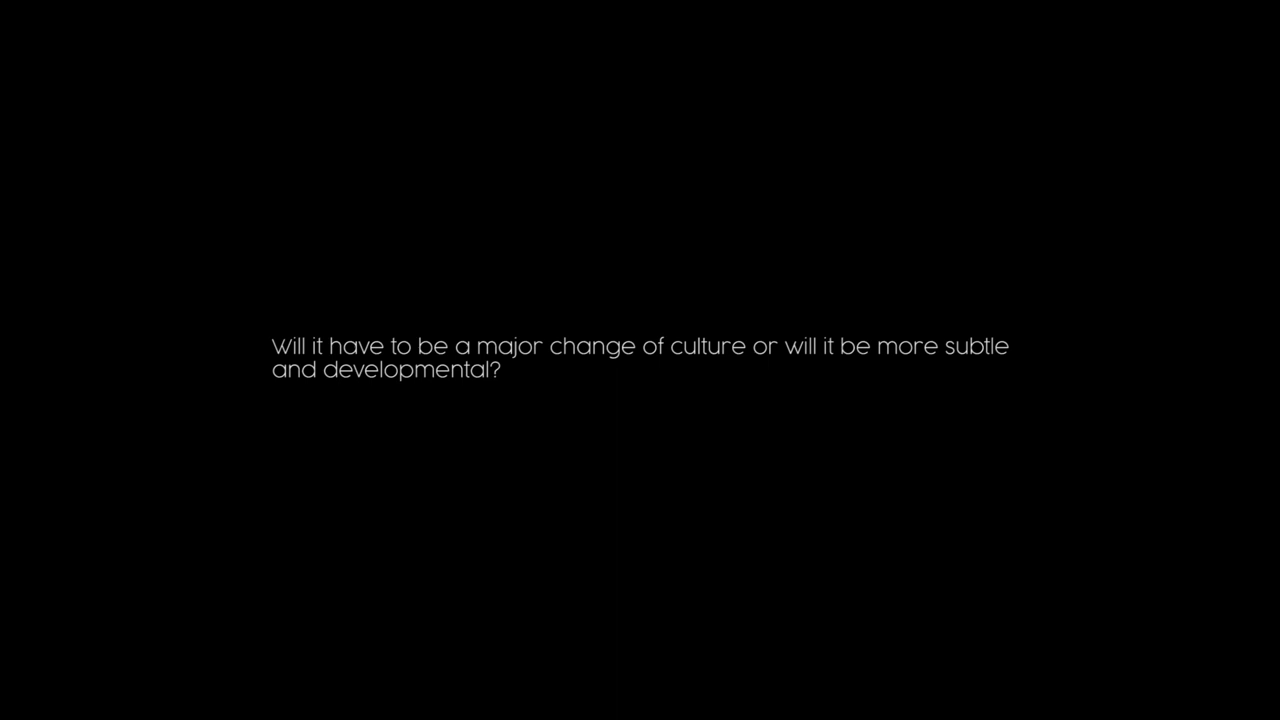 Will it have to be a major change of culture or will it be more subtle
and developmental?